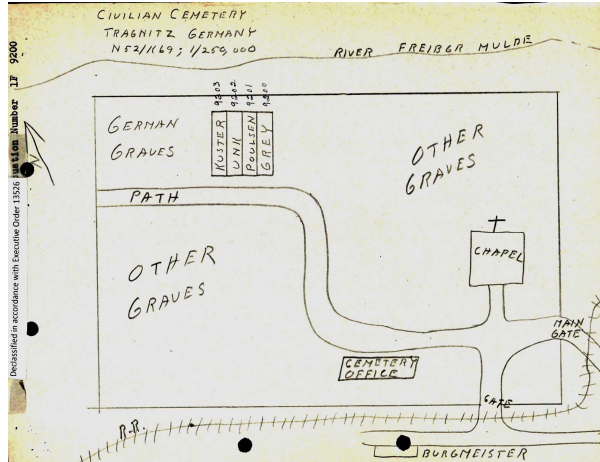 CIVILIAN CEMETERY
TRAGNITZ GERMANY
N52/K69; 1/250,000
RIVER FREIBGR MULDE
9203
9202
9201
9200
KUSTER
UNK
POULSEN
GREY
GERMAN
GRAVES
OTHER
GRAVES
PATH
CHAPEL
OTHER
GRAVES
MAIN
GATE
CEMETERY
OFFICE
GATE
R.R.
BURGMEISTER
Number 1F 9200
Declassified in accordance with Executive Order 13526